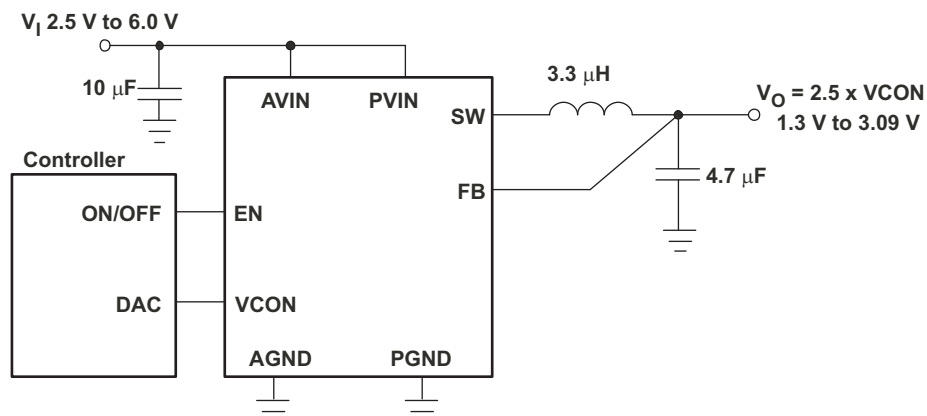 V_I 2.5 V to 6.0 V
10 μF
AVIN
PVIN
3.3 μH
SW
V_O = 2.5 x VCON
1.3 V to 3.09 V
Controller
FB
4.7 μF
ON/OFF
EN
DAC
VCON
AGND
PGND